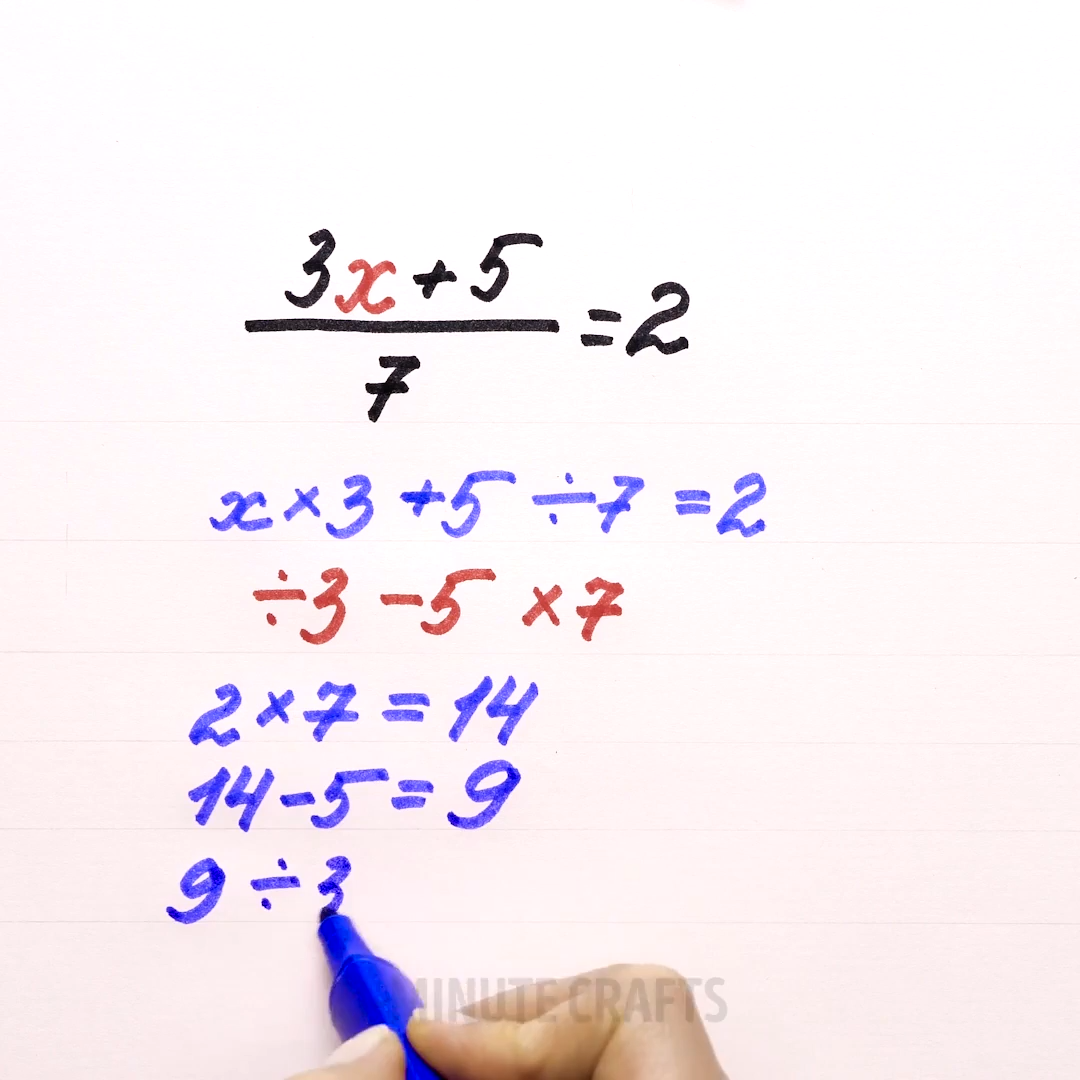 3x+5
7
=2
x×3 +5 ÷7 =2
÷3 -5 ×7
2×7=14
14-5=9
9÷3
MINUTE CRAFTS